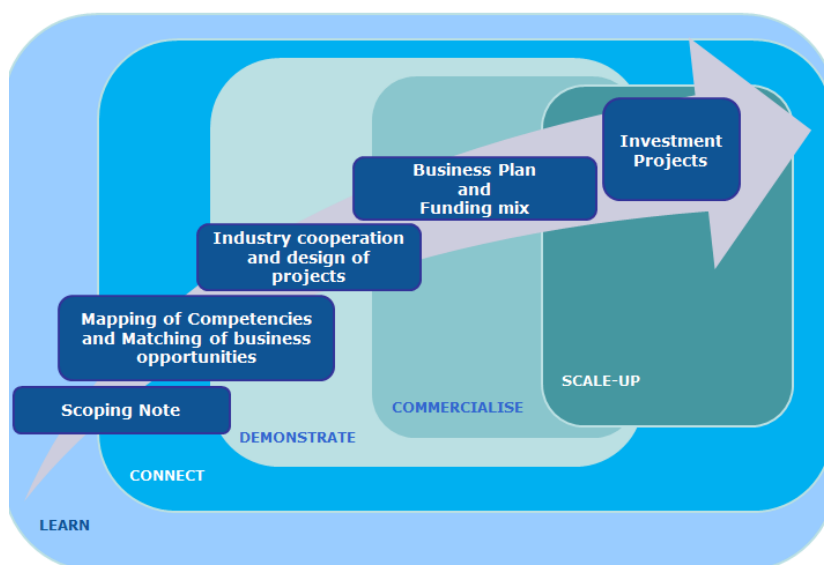 Investment
Projects
Business Plan
and
Funding mix
Industry cooperation
and design of
projects
Mapping of Competencies
and Matching of business
opportunities
Scoping Note
SCALE-UP
COMMERCIALISE
DEMONSTRATE
CONNECT
LEARN